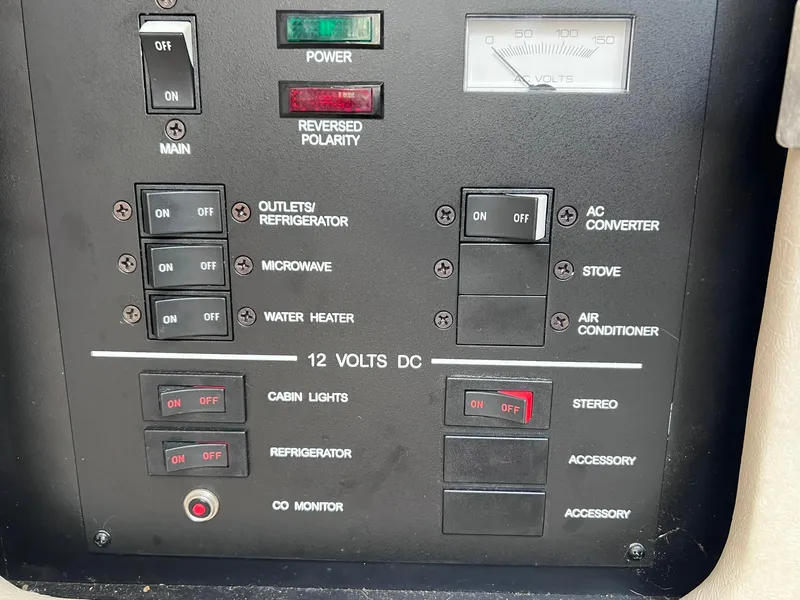 OFF
ON
MAIN
POWER
REVERSED
POLARITY
0 50 100 150
AC VOLTS
ON OFF
OUTLETS/
REFRIGERATOR
ON OFF
MICROWAVE
ON OFF
WATER HEATER
ON OFF
AC
CONVERTER
STOVE
AIR
CONDITIONER
12 VOLTS DC
ON OFF
CABIN LIGHTS
ON OFF
STEREO
ON OFF
REFRIGERATOR
ACCESSORY
CO MONITOR
ACCESSORY